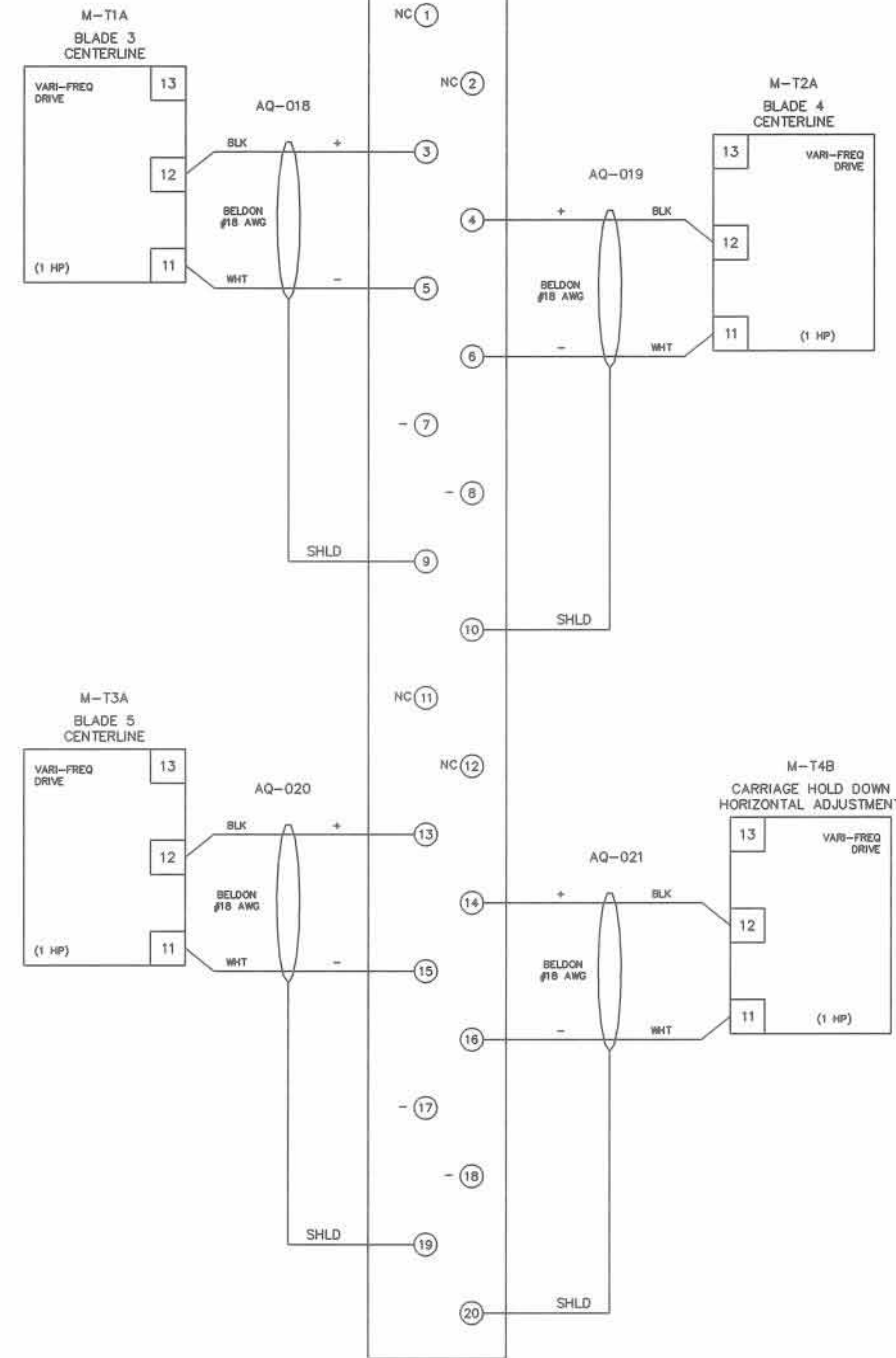 M-T1A
BLADE 3
CENTERLINE
VARI-FREQ
DRIVE
13
12
11
(1 HP)
AQ-018
BLK
+
BELDON
#18 AWG
WHT
-
SHLD
NC 1
NC 2
3
4
5
6
- 7
- 8
9
10
M-T2A
BLADE 4
CENTERLINE
13
VARI-FREQ
DRIVE
12
11
(1 HP)
AQ-019
+
BLK
BELDON
#18 AWG
-
WHT
SHLD
M-T3A
BLADE 5
CENTERLINE
VARI-FREQ
DRIVE
13
12
11
(1 HP)
AQ-020
BLK
+
BELDON
#18 AWG
WHT
-
SHLD
NC 11
NC 12
13
14
15
16
- 17
- 18
19
20
M-T4B
CARRIAGE HOLD DOWN
HORIZONTAL ADJUSTMENT
13
VARI-FREQ
DRIVE
12
11
(1 HP)
AQ-021
+
BLK
BELDON
#18 AWG
-
WHT
SHLD